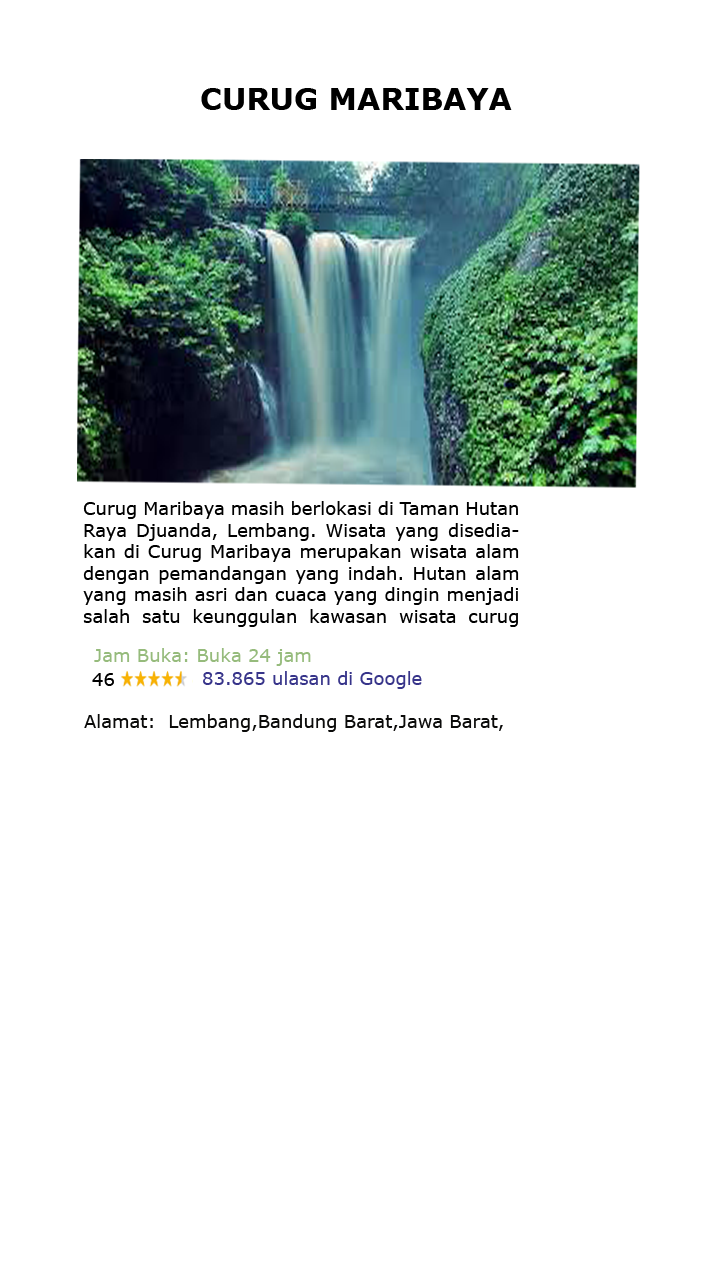 CURUG MARIBAYA
Curug Maribaya masih berlokasi di Taman Hutan
Raya Djuanda, Lembang. Wisata yang disedia-
kan di Curug Maribaya merupakan wisata alam
dengan pemandangan yang indah. Hutan alam
yang masih asri dan cuaca yang dingin menjadi
salah satu keunggulan kawasan wisata curug
Jam Buka: Buka 24 jam
46 83.865 ulasan di Google
Alamat: Lembang,Bandung Barat,Jawa Barat,